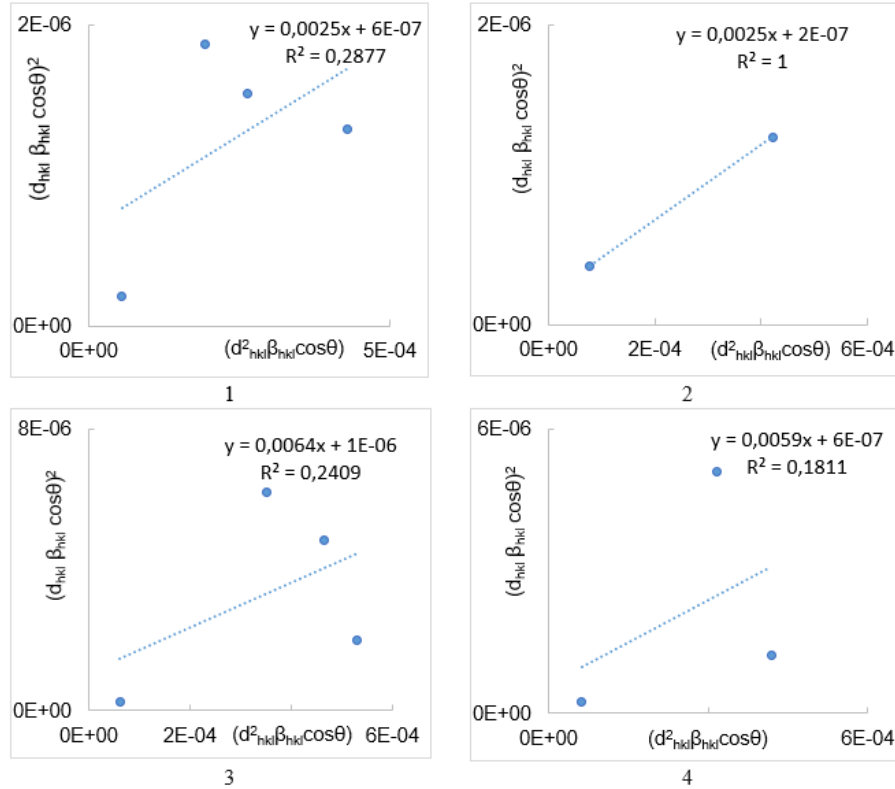 2E-06
y = 0,0025x + 6E-07
R² = 0,2877
(d_hkl β_hkl cosθ)²
0E+00
0E+00
(d²_hkl β_hkl cosθ)
5E-04
1
2E-06
y = 0,0025x + 2E-07
R² = 1
(d_hkl β_hkl cosθ)²
0E+00
0E+00
2E-04
(d²_hkl β_hkl cosθ)
6E-04
2
8E-06
y = 0,0064x + 1E-06
R² = 0,2409
(d_hkl β_hkl cosθ)²
0E+00
0E+00
2E-04
(d²_hkl β_hkl cosθ)
6E-04
3
6E-06
y = 0,0059x + 6E-07
R² = 0,1811
(d_hkl β_hkl cosθ)²
0E+00
0E+00
(d²_hkl β_hkl cosθ)
6E-04
4